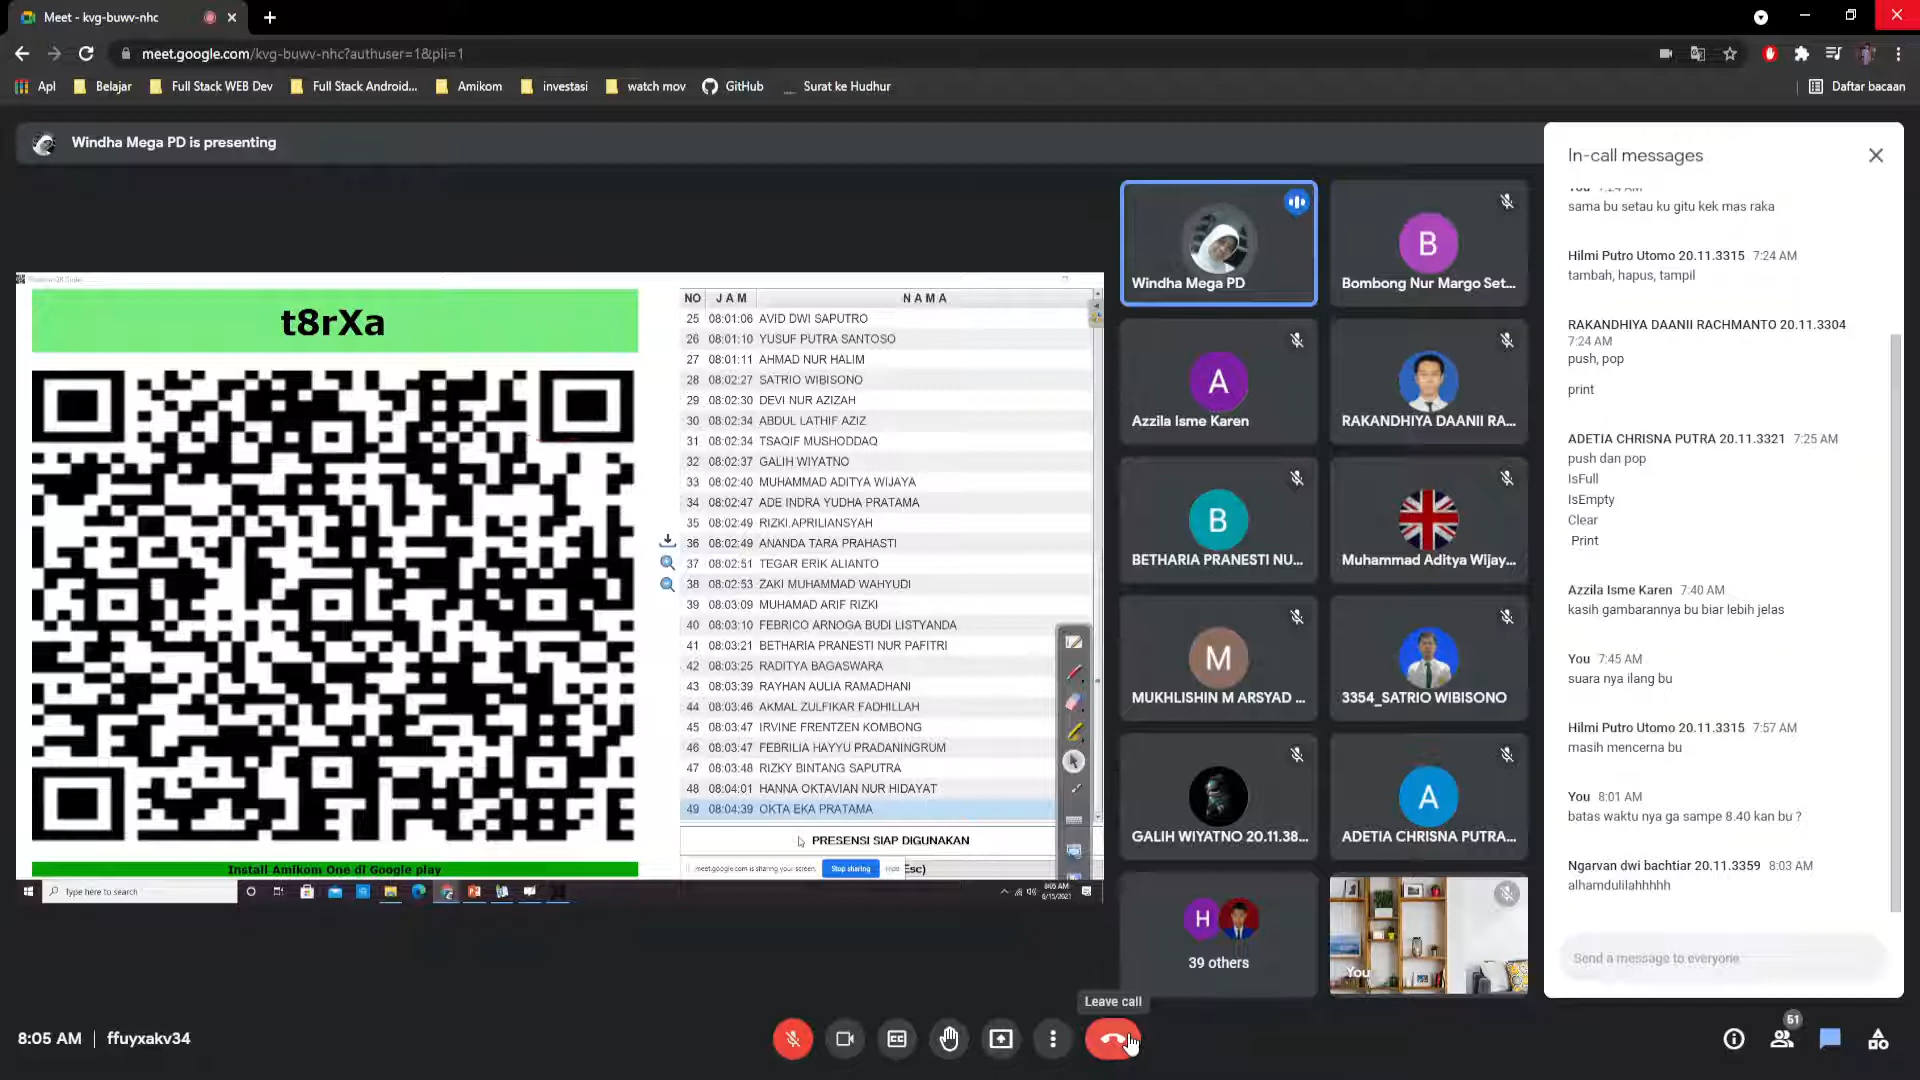 Meet - kvg-buwv-nhc
meet.google.com/kvg-buwv-nhc?authuser=1&pli=1
Apl
Belajar
Full Stack WEB Dev
Full Stack Android...
Amikom
investasi
watch mov
GitHub
Surat ke Hudhur
Daftar bacaan
Windha Mega PD is presenting
t8rXa
Install Amikom One di Google play
NO JAM NAMA
25 08:01:06 AVID DWI SAPUTRO
26 08:01:10 YUSUF PUTRA SANTOSO
27 08:01:11 AHMAD NUR HALIM
28 08:02:27 SATRIO WIBISONO
29 08:02:30 DEVI NUR AZIZAH
30 08:02:34 ABDUL LATHIF AZIZ
31 08:02:34 TSAQIF MUSHODDAQ
32 08:02:37 GALIH WIYATNO
33 08:02:40 MUHAMMAD ADITYA WIJAYA
34 08:02:47 ADE INDRA YUDHA PRATAMA
35 08:02:49 RIZKI.APRILIANSYAH
36 08:02:49 ANANDA TARA PRAHASTI
37 08:02:51 TEGAR ERIK ALIANTO
38 08:02:53 ZAKI MUHAMMAD WAHYUDI
39 08:03:09 MUHAMAD ARIF RIZKI
40 08:03:10 FEBRICO ARNOGA BUDI LISTYANDA
41 08:03:21 BETHARIA PRANESTI NUR PAFITRI
42 08:03:25 RADITYA BAGASWARA
43 08:03:39 RAYHAN AULIA RAMADHANI
44 08:03:46 AKMAL ZULFIKAR FADHILLAH
45 08:03:47 IRVINE FRENTZEN KOMBONG
46 08:03:47 FEBRILIA HAYYU PRADANINGRUM
47 08:03:48 RIZKY BINTANG SAPUTRA
48 08:04:01 HANNA OKTAVIAN NUR HIDAYAT
49 08:04:39 OKTA EKA PRATAMA
PRESENSI SIAP DIGUNAKAN
meet.google.com is sharing your screen.
Stop sharing
Hide
Esc)
Type here to search
8:05 AM
6/15/2021
Windha Mega PD
Bombong Nur Margo Set...
Azzila Isme Karen
RAKANDHIYA DAANII RA...
BETHARIA PRANESTI NU...
Muhammad Aditya Wijay...
MUKHLISHIN M ARSYAD ...
3354_SATRIO WIBISONO
GALIH WIYATNO 20.11.38...
ADETIA CHRISNA PUTRA...
39 others
You
B
A
B
M
A
H
In-call messages
You 7:24 AM
sama bu setau ku gitu kek mas raka
Hilmi Putro Utomo 20.11.3315 7:24 AM
tambah, hapus, tampil
RAKANDHIYA DAANII RACHMANTO 20.11.3304
7:24 AM
push, pop
print
ADETIA CHRISNA PUTRA 20.11.3321 7:25 AM
push dan pop
IsFull
IsEmpty
Clear
Print
Azzila Isme Karen 7:40 AM
kasih gambarannya bu biar lebih jelas
You 7:45 AM
suara nya ilang bu
Hilmi Putro Utomo 20.11.3315 7:57 AM
masih mencerna bu
You 8:01 AM
batas waktu nya ga sampe 8.40 kan bu ?
Ngarvan dwi bachtiar 20.11.3359 8:03 AM
alhamdulilahhhhh
Send a message to everyone
Leave call
8:05 AM | ffuyxakv34
51